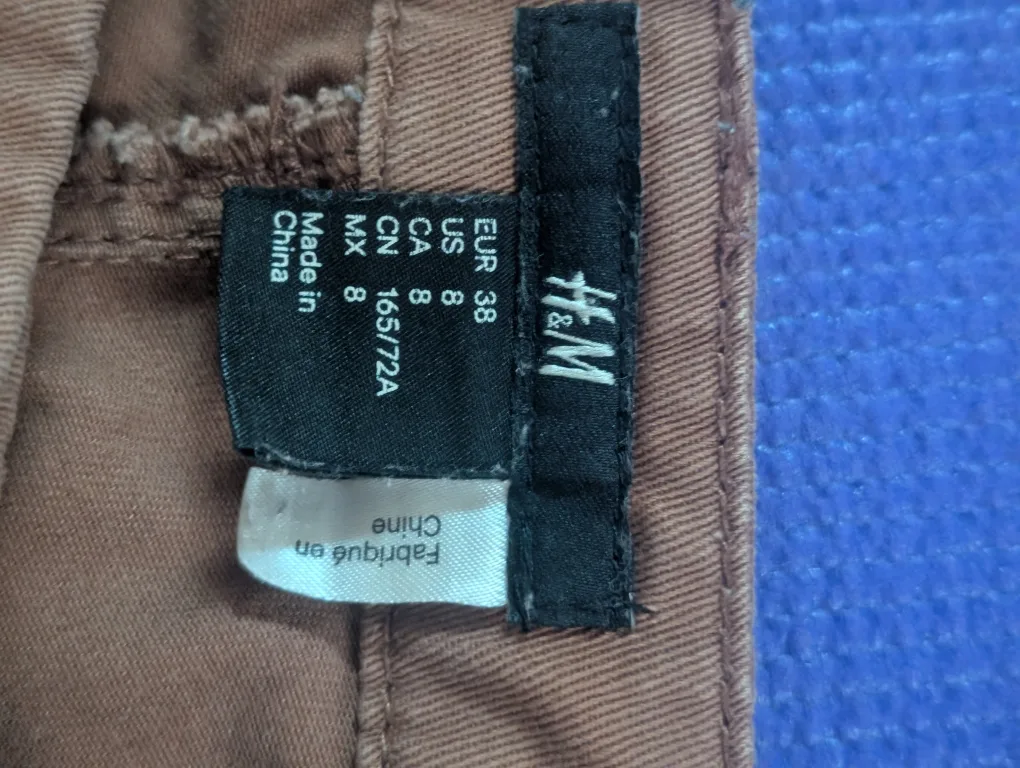 H&M
EUR 38
US 8
CA 8
CN 165/72A
MX 8
Made in
China
Fabriqué en
Chine